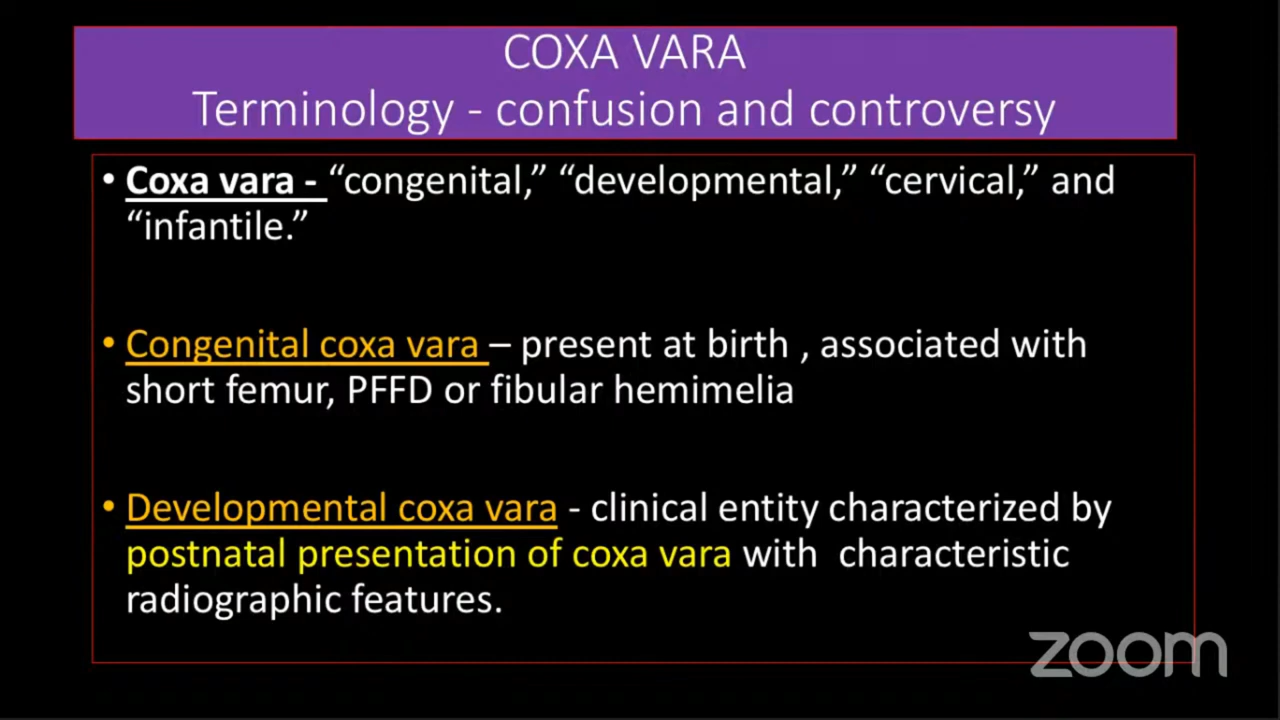 COXA VARA
Terminology - confusion and controversy
• Coxa vara - “congenital,” “developmental,” “cervical,” and
“infantile.”
• Congenital coxa vara – present at birth , associated with
short femur, PFFD or fibular hemimelia
• Developmental coxa vara - clinical entity characterized by
postnatal presentation of coxa vara with  characteristic
radiographic features.
zoom